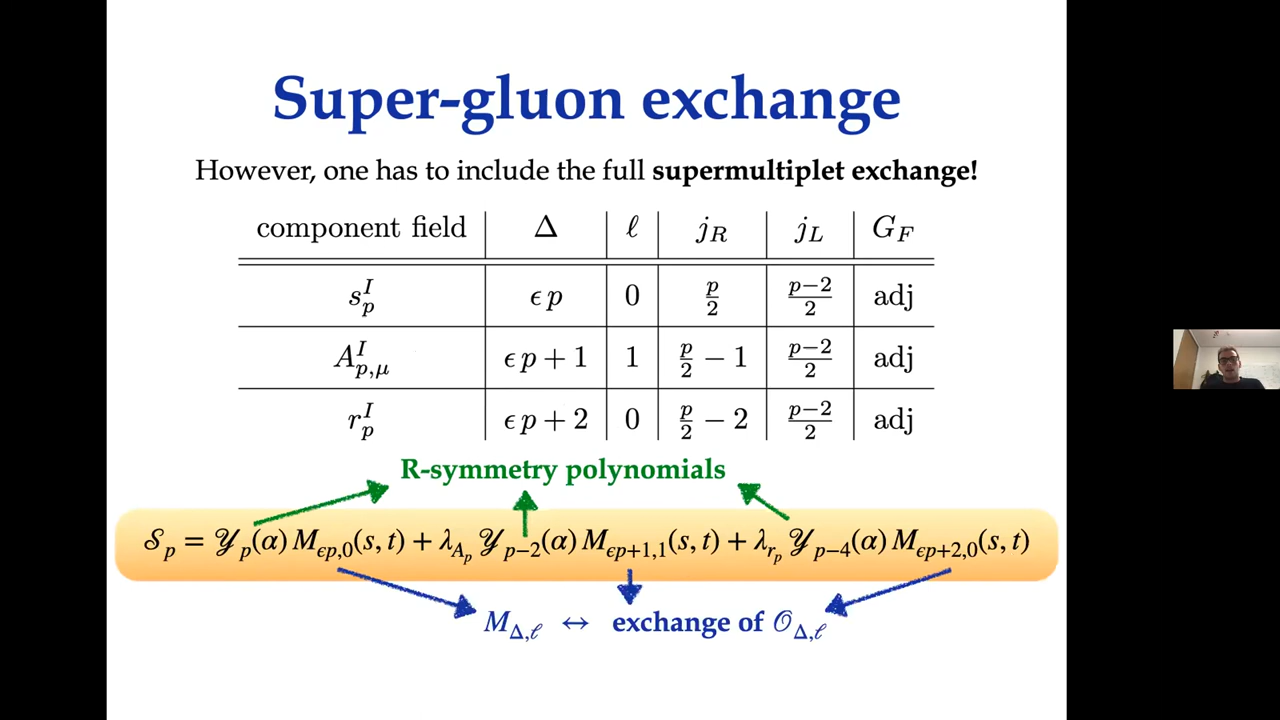 Super-gluon exchange
However, one has to include the full supermultiplet exchange!
component field Δ ℓ j_R j_L G_F
s_p^I ϵ p 0 p/2 (p−2)/2 adj
A_{p,μ}^I ϵ p + 1 1 p/2 − 1 (p−2)/2 adj
r_p^I ϵ p + 2 0 p/2 − 2 (p−2)/2 adj
R-symmetry polynomials
𝒮_p = 𝒴_p(α) M_{ϵp,0}(s, t) + λ_{A_p} 𝒴_{p−2}(α) M_{ϵp+1,1}(s, t) + λ_{r_p} 𝒴_{p−4}(α) M_{ϵp+2,0}(s, t)
M_{Δ,ℓ} ↔ exchange of 𝒪_{Δ,ℓ}